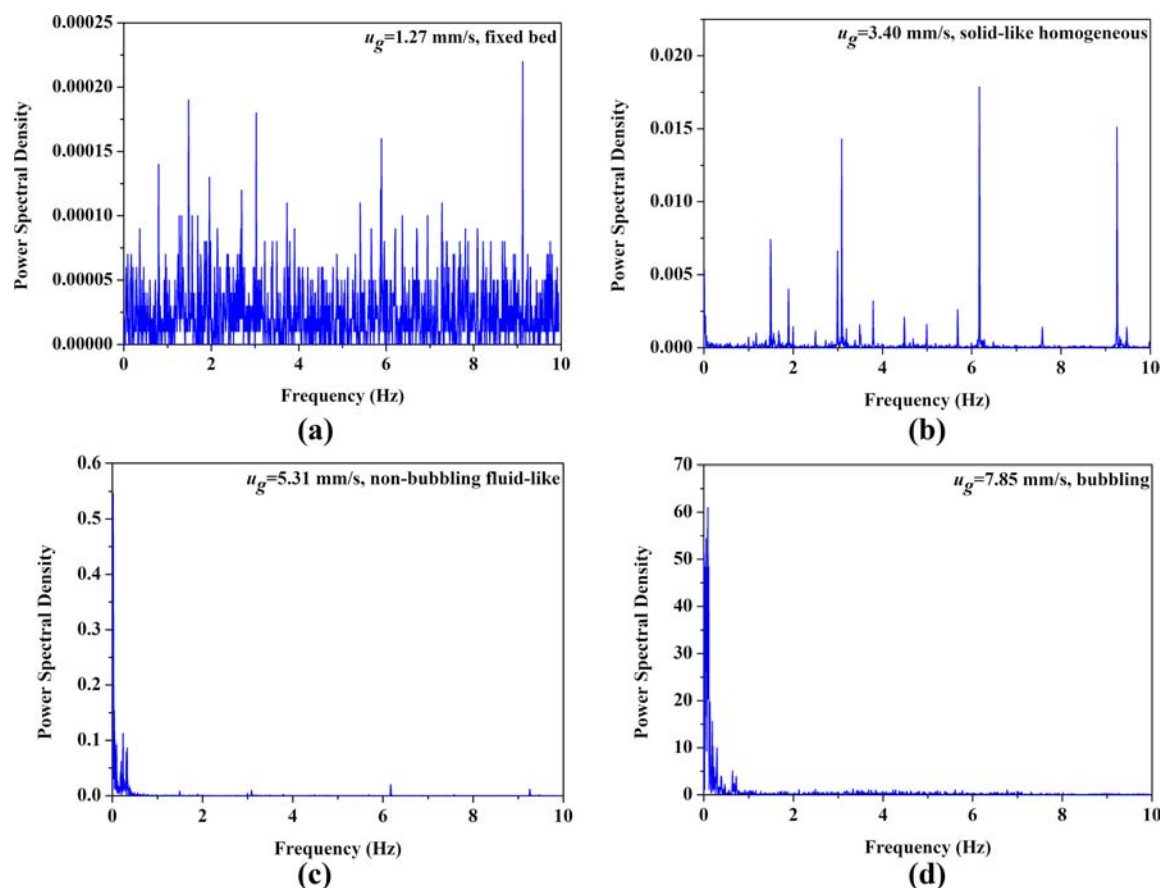 u_g=1.27 mm/s, fixed bed
0.00025
0.00020
0.00015
0.00010
0.00005
0.00000
Power Spectral Density
0 2 4 6 8 10
Frequency (Hz)
(a)
u_g=3.40 mm/s, solid-like homogeneous
0.020
0.015
0.010
0.005
0.000
Power Spectral Density
0 2 4 6 8 10
Frequency (Hz)
(b)
u_g=5.31 mm/s, non-bubbling fluid-like
0.6
0.5
0.4
0.3
0.2
0.1
0.0
Power Spectral Density
0 2 4 6 8 10
Frequency (Hz)
(c)
u_g=7.85 mm/s, bubbling
70
60
50
40
30
20
10
0
Power Spectral Density
0 2 4 6 8 10
Frequency (Hz)
(d)